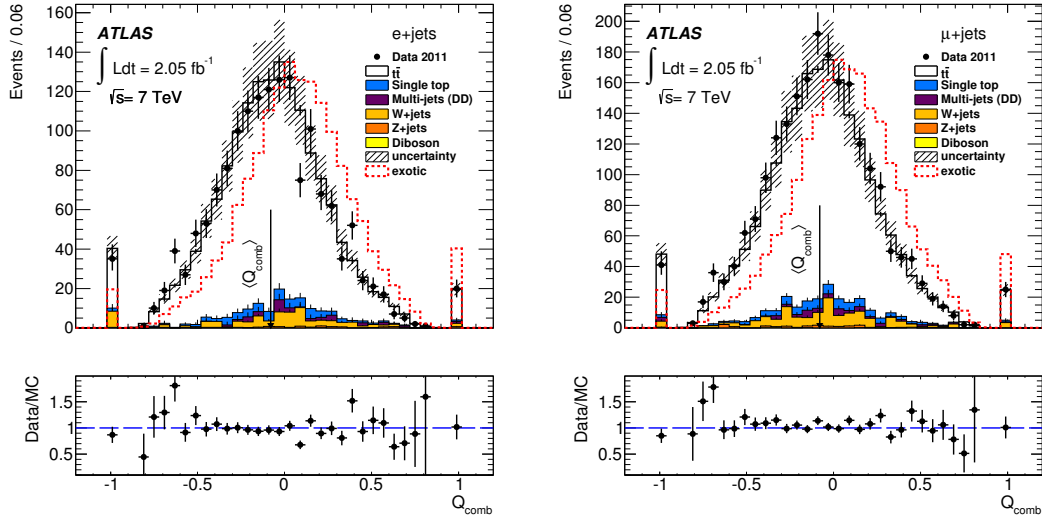 Events / 0.06
160
140
120
100
80
60
40
20
0
ATLAS
∫ Ldt = 2.05 fb⁻¹
√s= 7 TeV
e+jets
Data 2011
tt̄
Single top
Multi-jets (DD)
W+jets
Z+jets
Diboson
uncertainty
exotic
⟨Q_comb⟩
Data/MC
1.5
1
0.5
-1 -0.5 0 0.5 1
Q_comb
Events / 0.06
200
180
160
140
120
100
80
60
40
20
0
ATLAS
∫ Ldt = 2.05 fb⁻¹
√s= 7 TeV
μ+jets
Data 2011
tt̄
Single top
Multi-jets (DD)
W+jets
Z+jets
Diboson
uncertainty
exotic
⟨Q_comb⟩
Data/MC
1.5
1
0.5
-1 -0.5 0 0.5 1
Q_comb